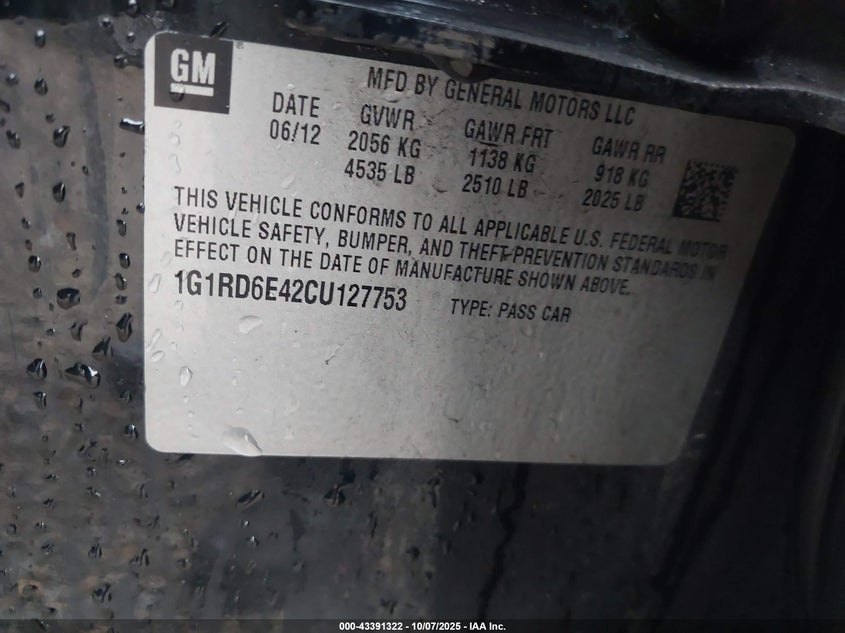 GM
MFD BY GENERAL MOTORS LLC
DATE GVWR GAWR FRT GAWR RR
06/12 2056 KG 1138 KG 918 KG
4535 LB 2510 LB 2025 LB
THIS VEHICLE CONFORMS TO ALL APPLICABLE U.S. FEDERAL MOTOR
VEHICLE SAFETY, BUMPER, AND THEFT PREVENTION STANDARDS IN
EFFECT ON THE DATE OF MANUFACTURE SHOWN ABOVE.
1G1RD6E42CU127753 TYPE: PASS CAR
000-43391322 | 10/07/2025 - IAA Inc.